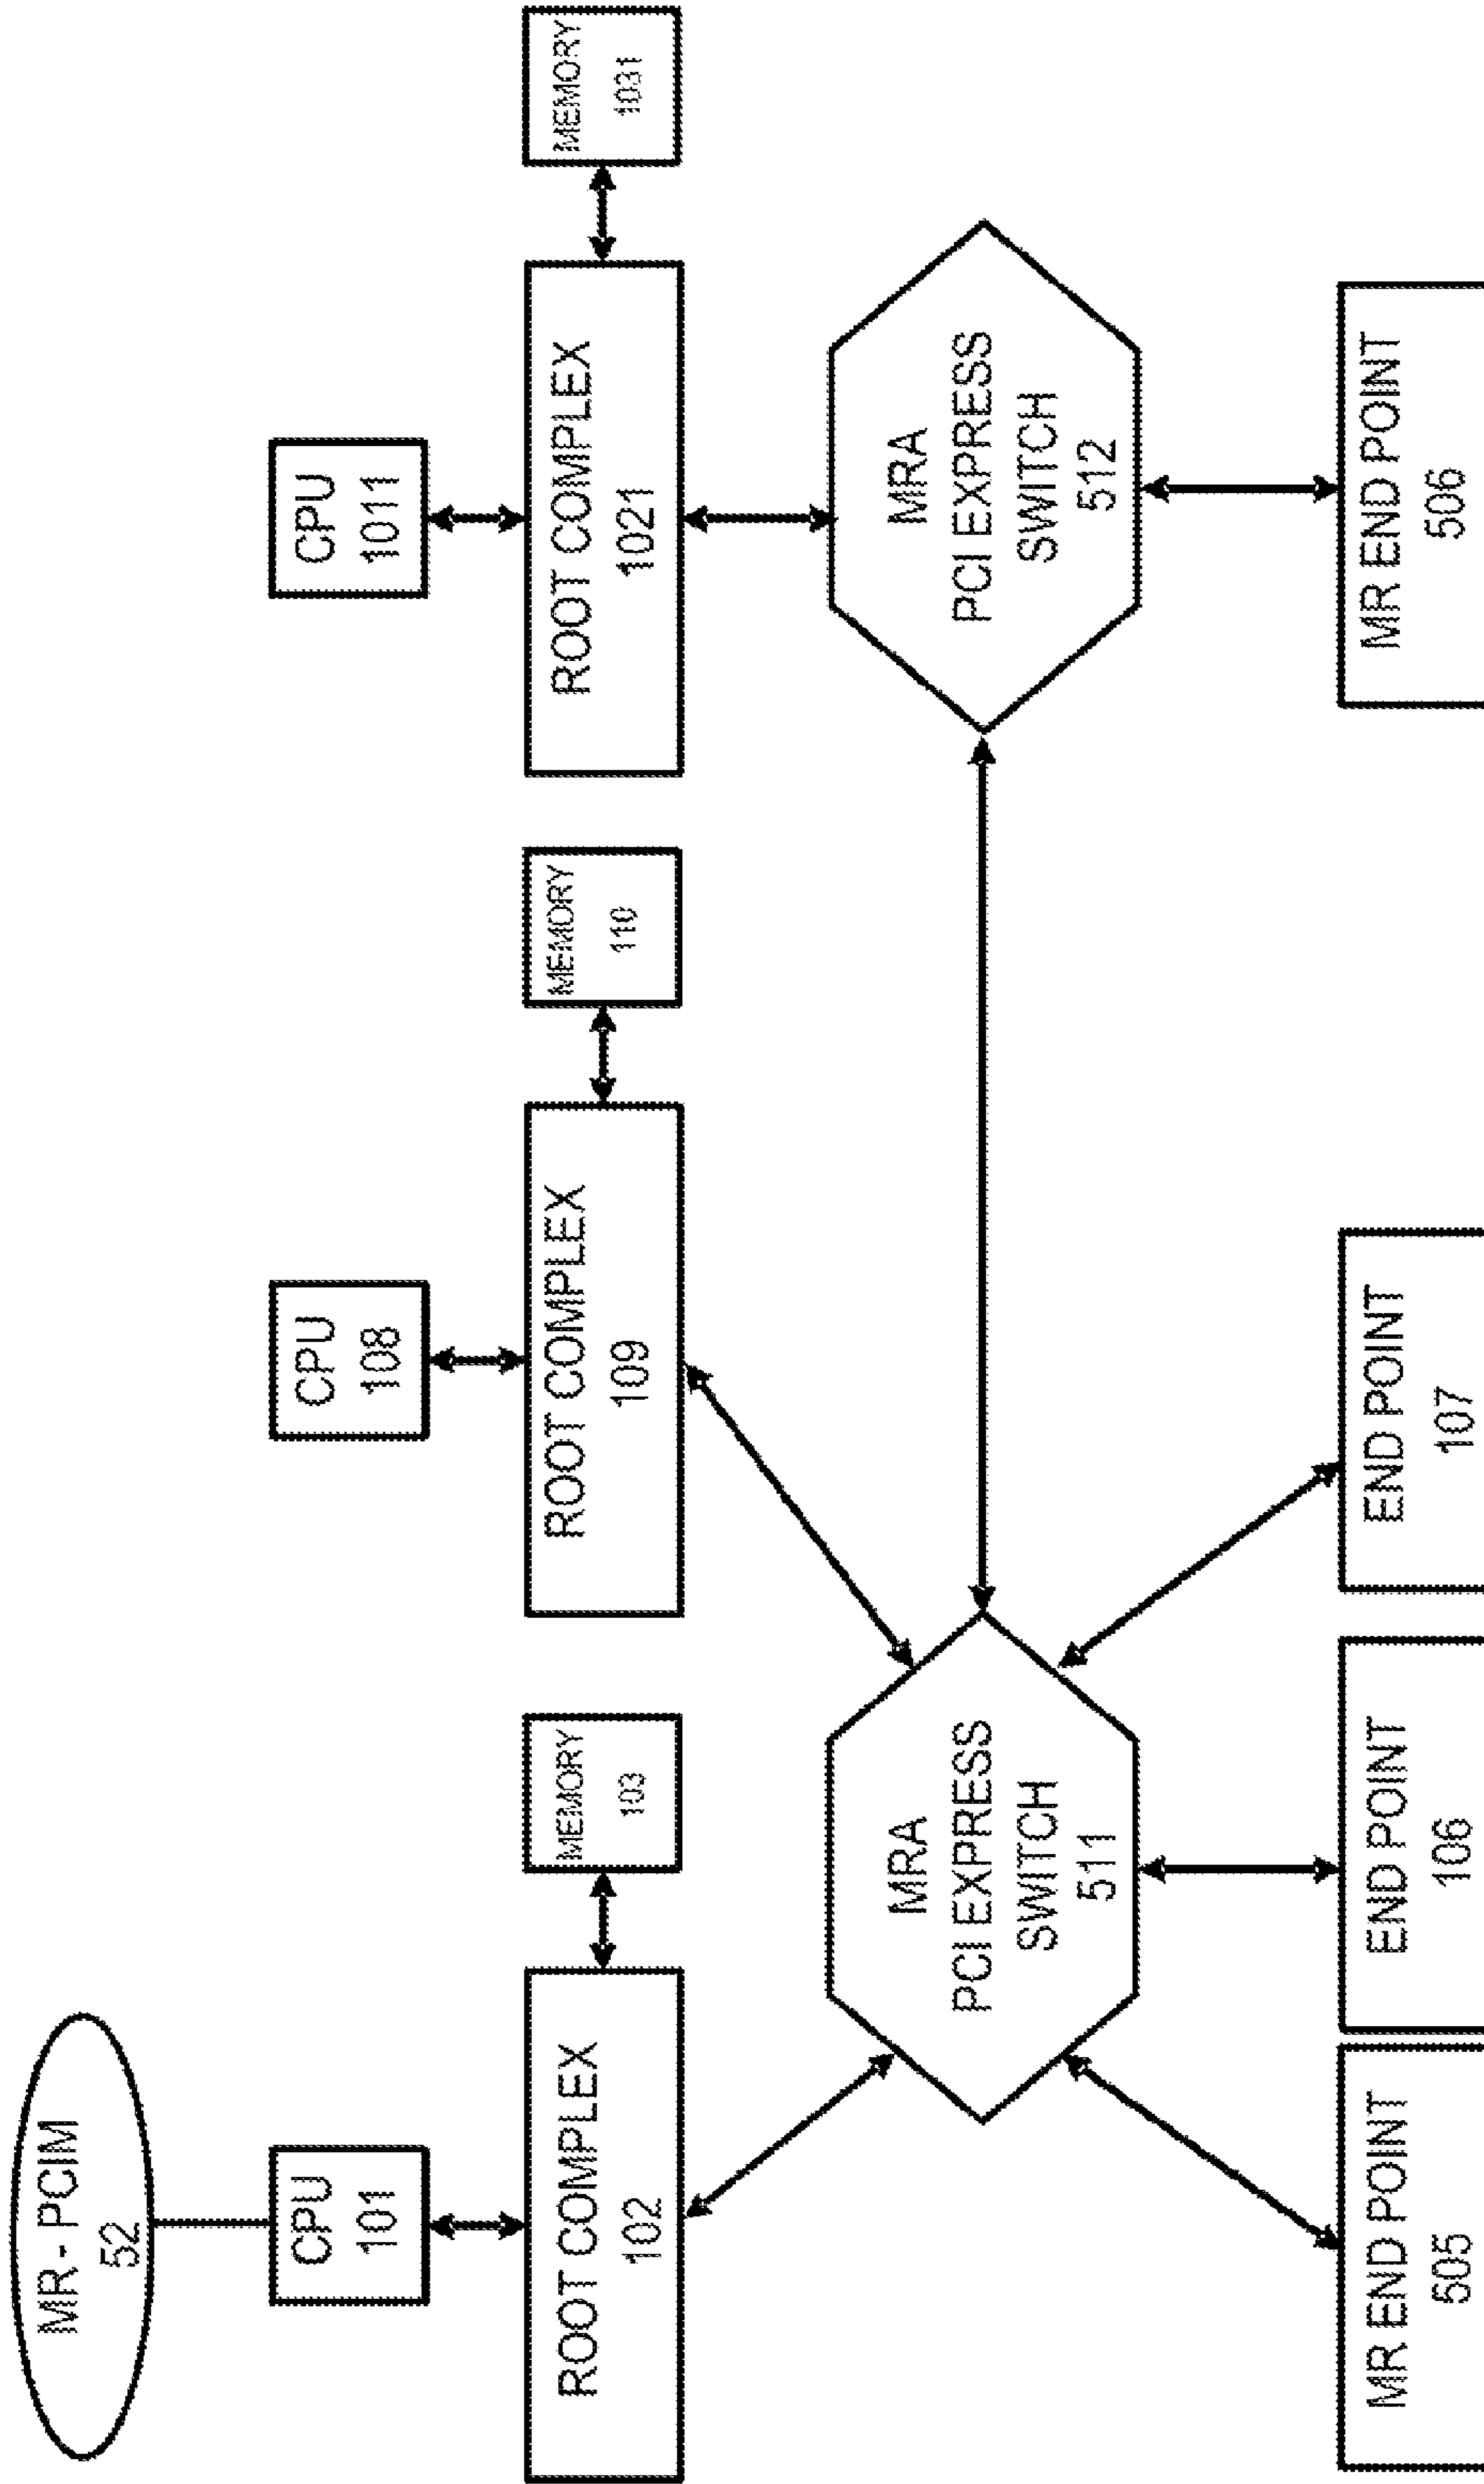 MR - PCIM
52
CPU
101
CPU
108
CPU
1011
ROOT COMPLEX
102
MEMORY
103
ROOT COMPLEX
109
MEMORY
110
ROOT COMPLEX
1021
MEMORY
1031
MRA
PCI EXPRESS
SWITCH
511
MRA
PCI EXPRESS
SWITCH
512
MR END POINT
505
END POINT
106
END POINT
107
MR END POINT
506